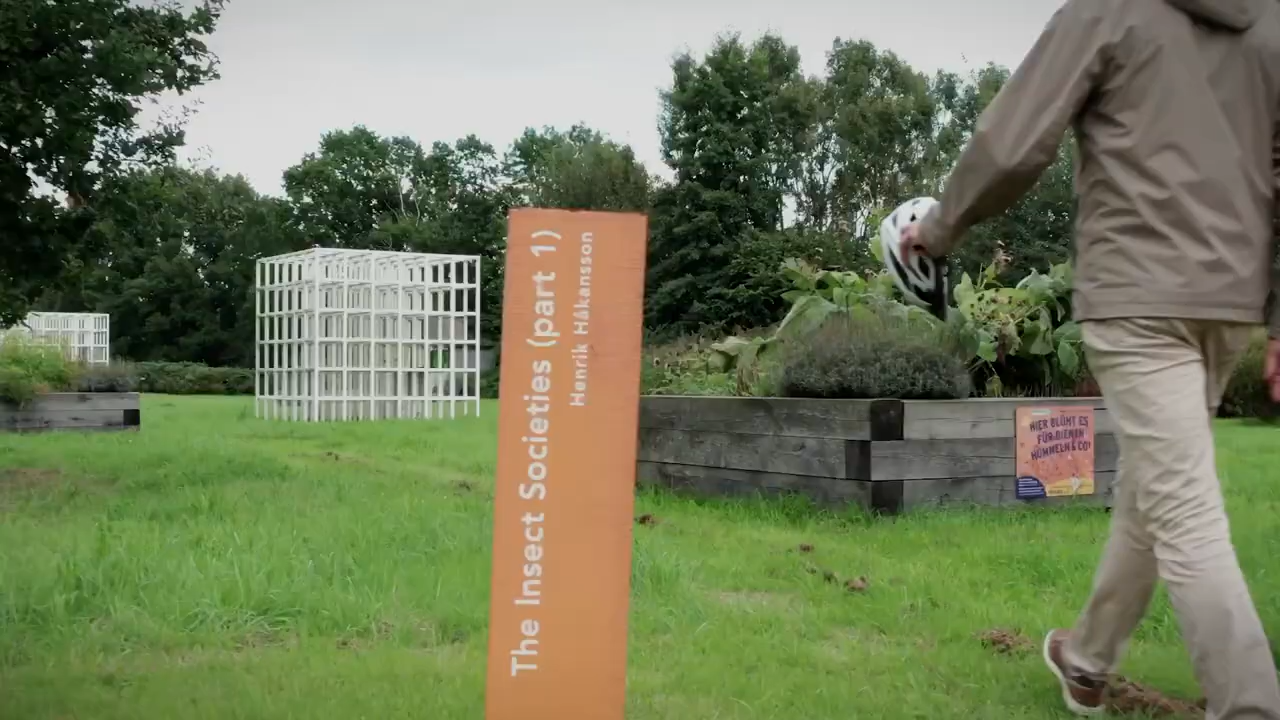 The Insect Societies (part 1)
Henrik Håkansson
HIER BLÜHT ES
FÜR BIENEN
HUMMELN & CO!